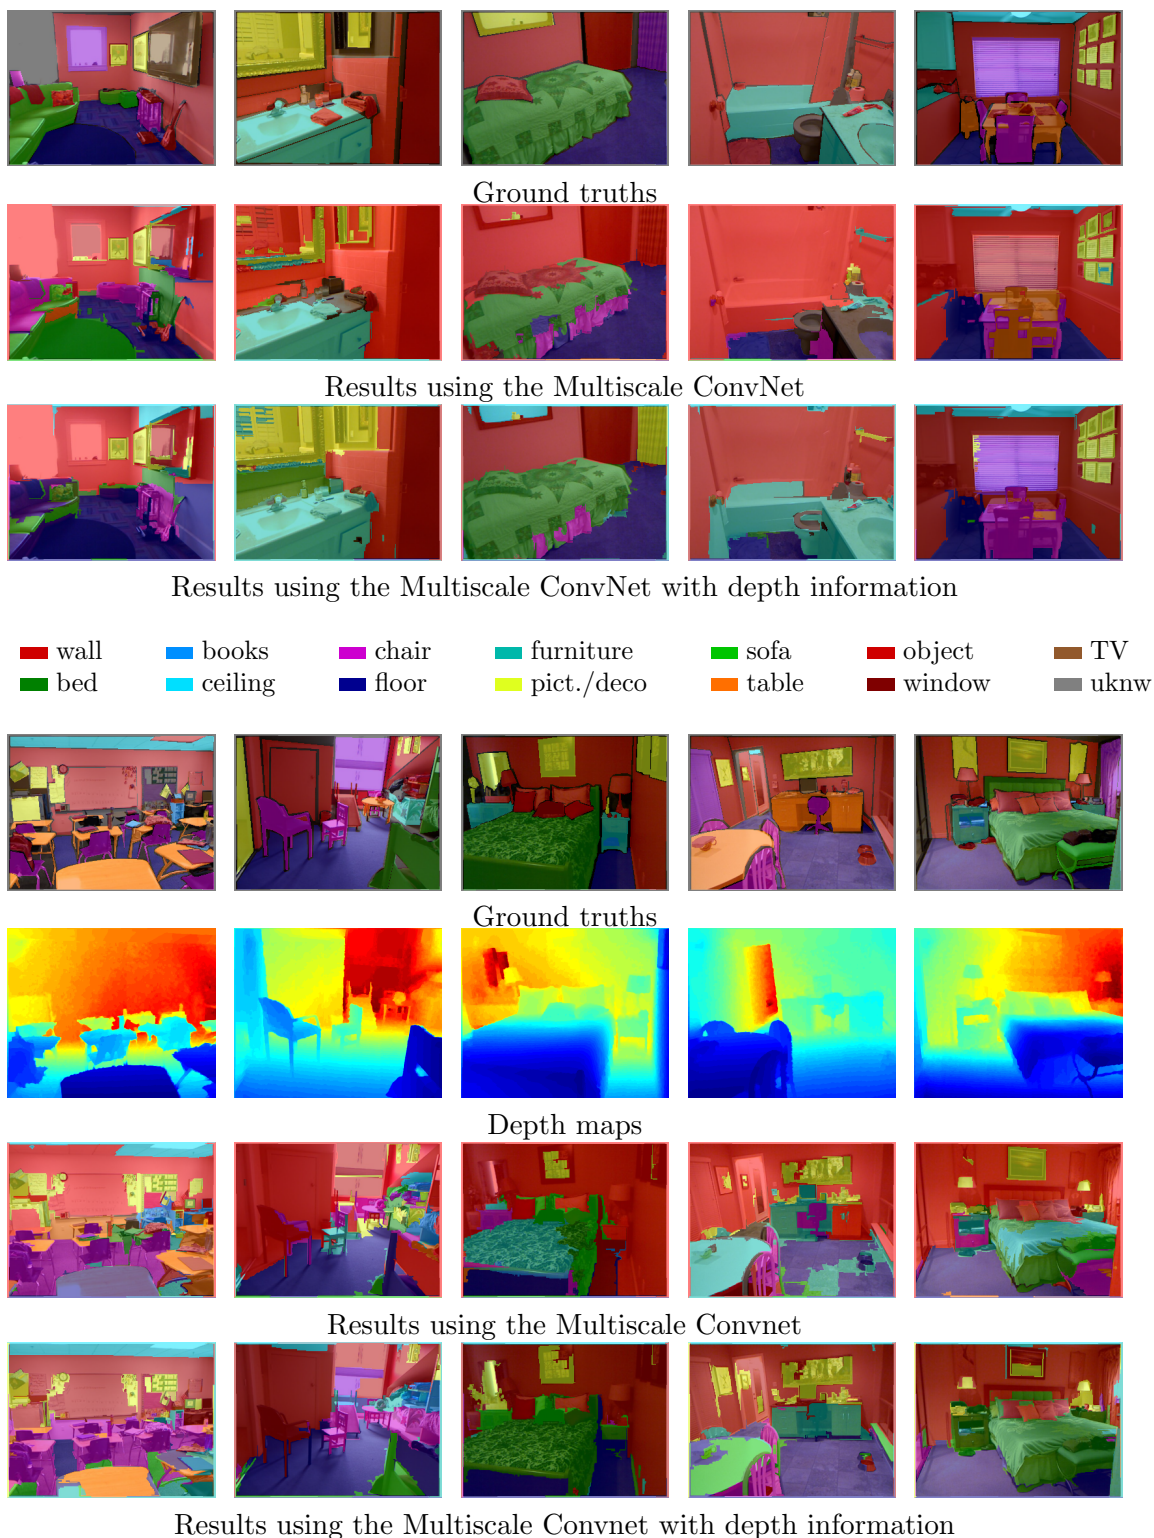 Ground truths
Results using the Multiscale ConvNet
Results using the Multiscale ConvNet with depth information
wall books chair furniture sofa object TV
bed ceiling floor pict./deco table window uknw
Ground truths
Depth maps
Results using the Multiscale Convnet
Results using the Multiscale Convnet with depth information